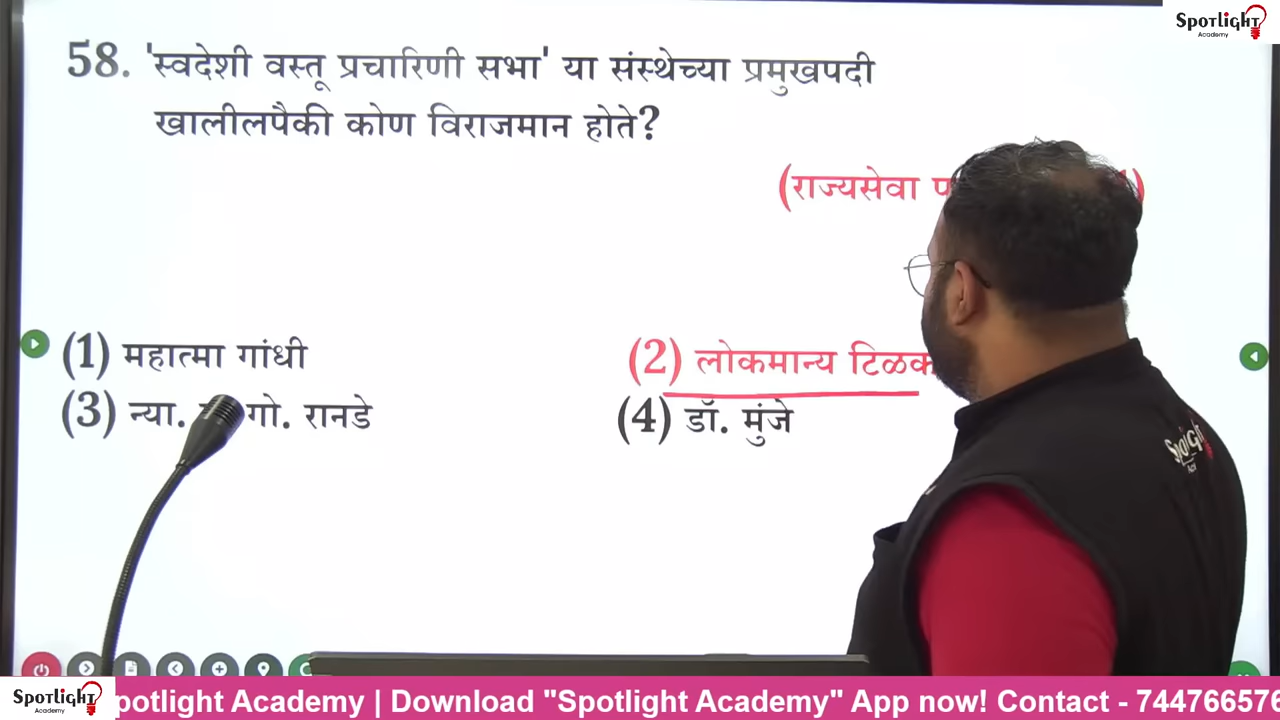 Spotlight
Academy
58. 'स्वदेशी वस्तू प्रचारिणी सभा' या संस्थेच्या प्रमुखपदी
खालीलपैकी कोण विराजमान होते?
(राज्यसेवा
(1) महात्मा गांधी
(2) लोकमान्य टिळक
(3) न्या. गो. रानडे
(4) डॉ. मुंजे
Spotlight Academy | Download "Spotlight Academy" App now! Contact - 744766576
Spotlight
Academy